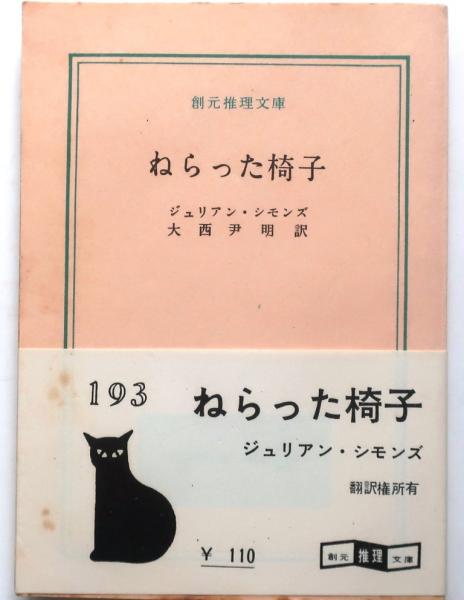 創元推理文庫
ねらった椅子
ジュリアン・シモンズ
大西尹明訳
193
ねらった椅子
ジュリアン・シモンズ
翻訳権所有
¥ 110
創元推理文庫